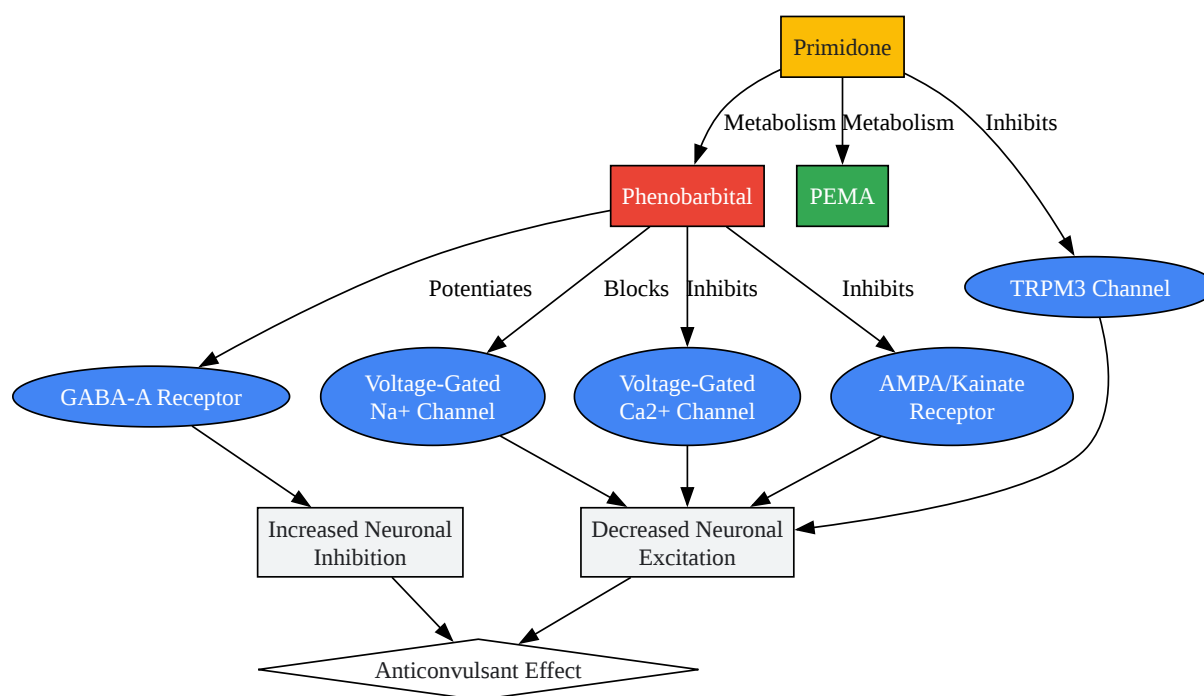 Primidone
Metabolism
Metabolism
Inhibits
Phenobarbital
PEMA
TRPM3 Channel
Potentiates
Blocks
Inhibits
Inhibits
GABA-A Receptor
Voltage-Gated
Na+ Channel
Voltage-Gated
Ca2+ Channel
AMPA/Kainate
Receptor
Increased Neuronal
Inhibition
Decreased Neuronal
Excitation
Anticonvulsant Effect